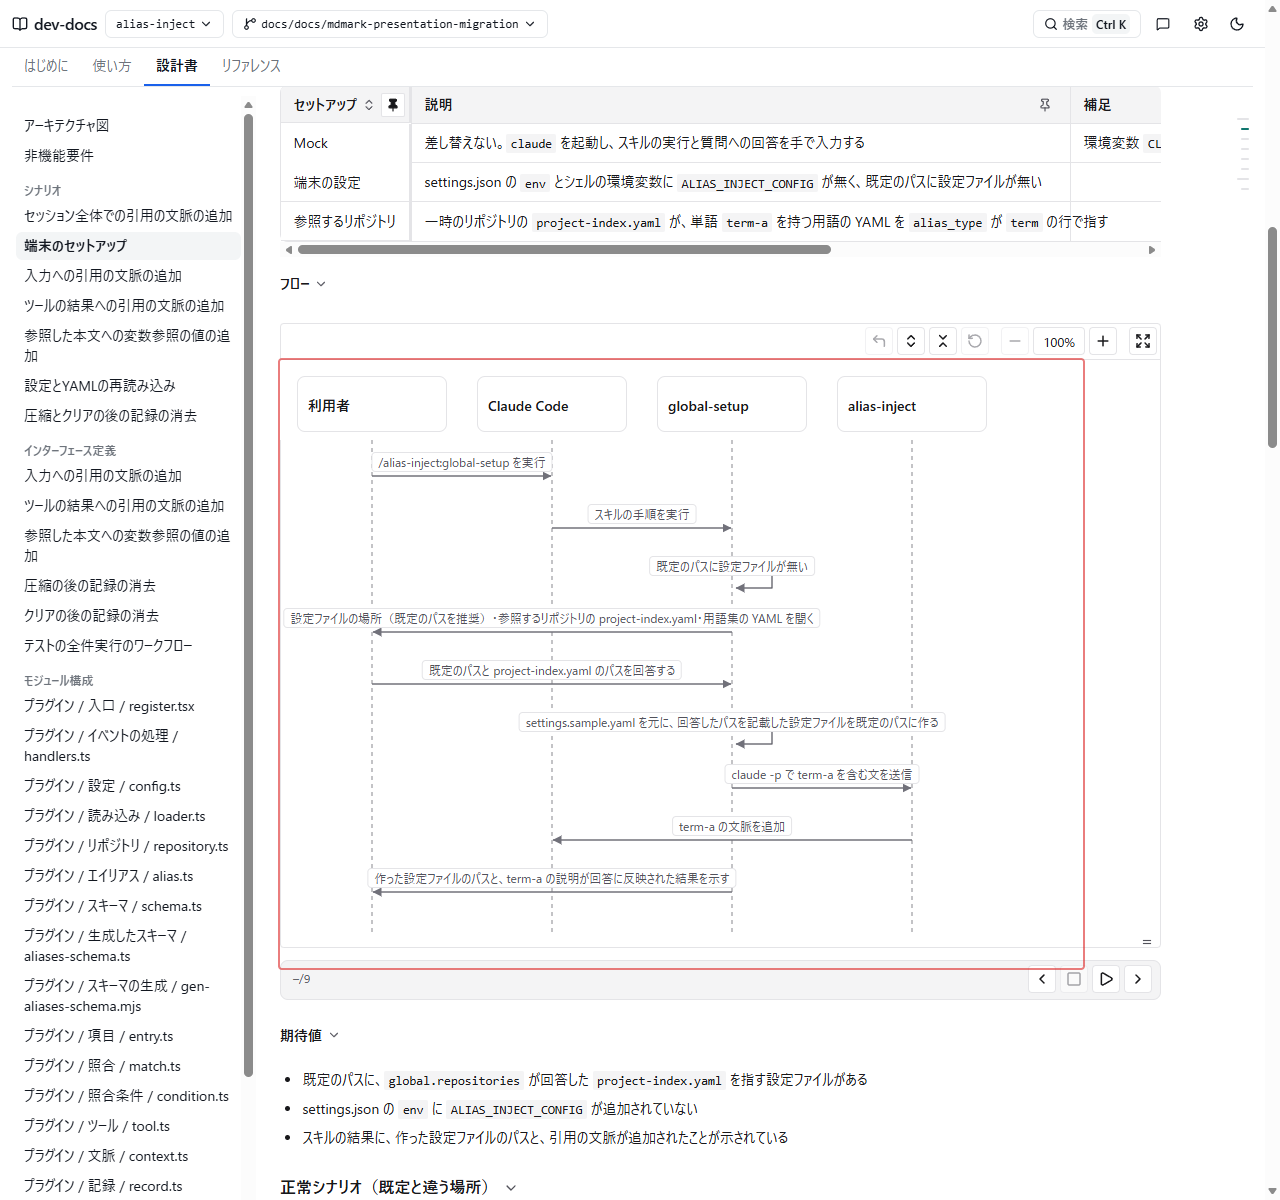 dev-docs
alias-inject
docs/docs/mdmark-presentation-migration
検索 Ctrl K
はじめに
使い方
設計書
リファレンス
アーキテクチャ図
非機能要件
シナリオ
セッション全体での引用の文脈の追加
端末のセットアップ
入力への引用の文脈の追加
ツールの結果への引用の文脈の追加
参照した本文への変数参照の値の追
加
設定とYAMLの再読み込み
圧縮とクリアの後の記録の消去
インターフェース定義
入力への引用の文脈の追加
ツールの結果への引用の文脈の追加
参照した本文への変数参照の値の追
加
圧縮の後の記録の消去
クリアの後の記録の消去
テストの全件実行のワークフロー
モジュール構成
プラグイン / 入口 / register.tsx
プラグイン / イベントの処理 /
handlers.ts
プラグイン / 設定 / config.ts
プラグイン / 読み込み / loader.ts
プラグイン / リポジトリ / repository.ts
プラグイン / エイリアス / alias.ts
プラグイン / スキーマ / schema.ts
プラグイン / 生成したスキーマ /
aliases-schema.ts
プラグイン / スキーマの生成 / gen-
aliases-schema.mjs
プラグイン / 項目 / entry.ts
プラグイン / 照合 / match.ts
プラグイン / 照合条件 / condition.ts
プラグイン / ツール / tool.ts
プラグイン / 文脈 / context.ts
プラグイン / 記録 / record.ts
セットアップ 説明 補足
Mock 差し替えない。claude を起動し、スキルの実行と質問への回答を手で入力する 環境変数 CL
端末の設定 settings.json の env とシェルの環境変数に ALIAS_INJECT_CONFIG が無く、既定のパスに設定ファイルが無い
参照するリポジトリ 一時のリポジトリの project-index.yaml が、単語 term-a を持つ用語の YAML を alias_type が term の行で指す
フロー
100%
利用者
Claude Code
global-setup
alias-inject
/alias-inject:global-setup を実行
スキルの手順を実行
既定のパスに設定ファイルが無い
設定ファイルの場所（既定のパスを推奨）・参照するリポジトリの project-index.yaml・用語集の YAML を聞く
既定のパスと project-index.yaml のパスを回答する
settings.sample.yaml を元に、回答したパスを記載した設定ファイルを既定のパスに作る
claude -p で term-a を含む文を送信
term-a の文脈を追加
作った設定ファイルのパスと、term-a の説明が回答に反映された結果を示す
–/9
期待値
• 既定のパスに、global.repositories が回答した project-index.yaml を指す設定ファイルがある
• settings.json の env に ALIAS_INJECT_CONFIG が追加されていない
• スキルの結果に、作った設定ファイルのパスと、引用の文脈が追加されたことが示されている
正常シナリオ（既定と違う場所）